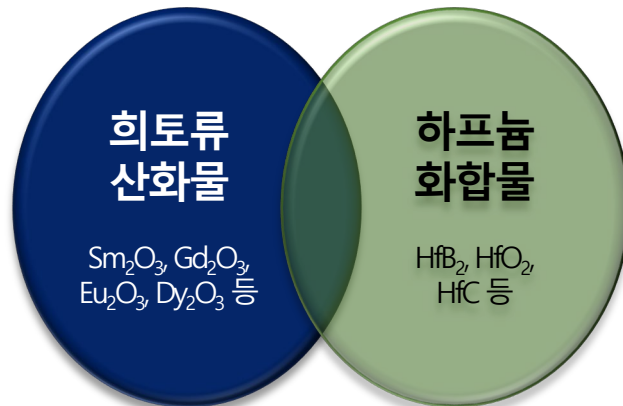 희토류
산화물
Sm₂O₃, Gd₂O₃,
Eu₂O₃, Dy₂O₃ 등
하프늄
화합물
HfB₂, HfO₂,
HfC 등